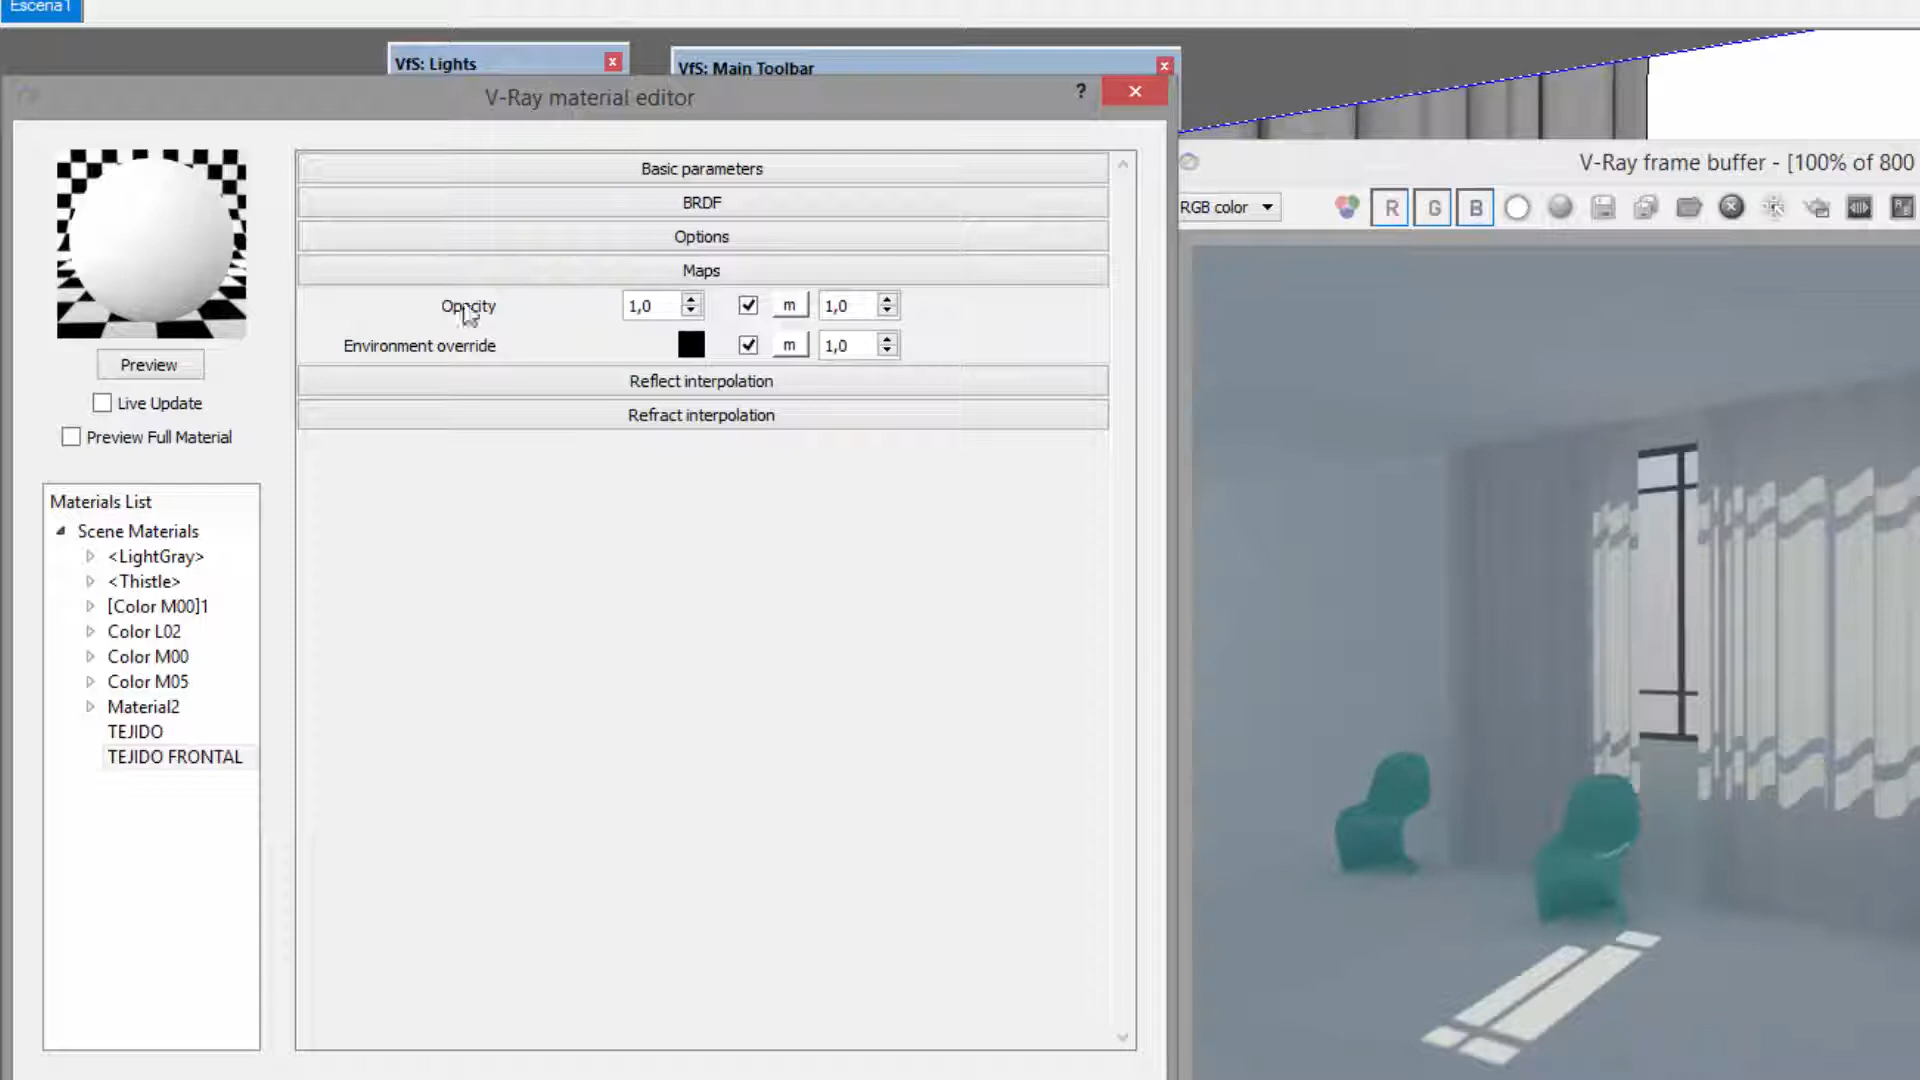 Escena1
VfS: Lights
VfS: Main Toolbar
V-Ray material editor
?
V-Ray frame buffer - [100% of 800
RGB color
R
G
B
Basic parameters
BRDF
Options
Maps
Opacity
1,0
m
1,0
Environment override
m
1,0
Reflect interpolation
Refract interpolation
Preview
Live Update
Preview Full Material
Materials List
Scene Materials
<LightGray>
<Thistle>
[Color M00]1
Color L02
Color M00
Color M05
Material2
TEJIDO
TEJIDO FRONTAL